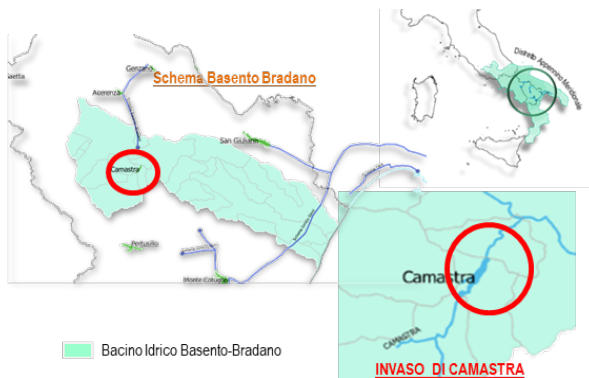 Genzano
Schema Basento Bradano
Acerenza
San Giuliano
Camastra
Pertusillo
Monte Cotugno
Distretto Appennino Meridionale
Camastra
CAMASTRA
INVASO DI CAMASTRA
Bacino Idrico Basento-Bradano